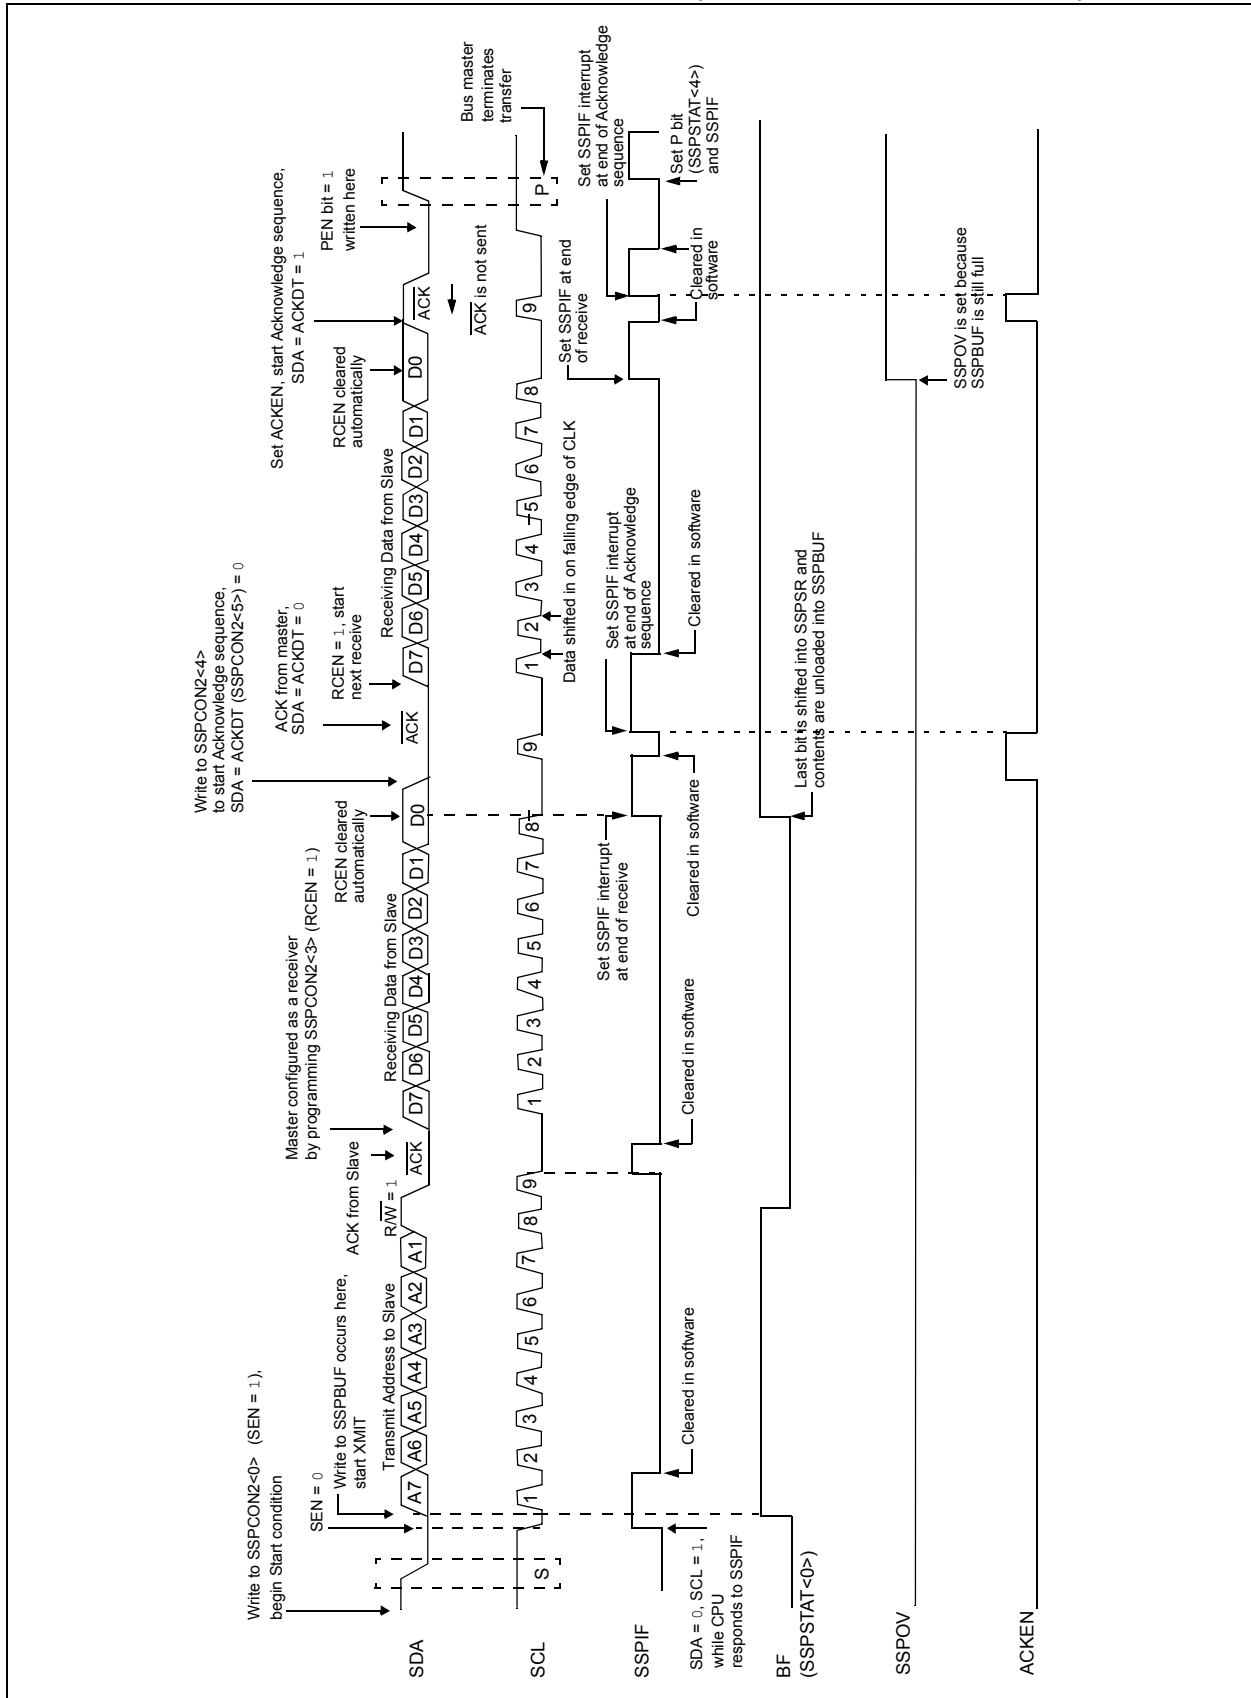 Write to SSPCON2<0> (SEN = 1),
begin Start condition
SEN = 0
Write to SSPBUF occurs here,
start XMIT
ACK from Slave
Master configured as a receiver
by programming SSPCON2<3> (RCEN = 1)
RCEN cleared
automatically
Write to SSPCON2<4>
to start Acknowledge sequence,
SDA = ACKDT (SSPCON2<5>) = 0
ACK from master,
SDA = ACKDT = 0
RCEN = 1, start
next receive
RCEN cleared
automatically
Set ACKEN, start Acknowledge sequence,
SDA = ACKDT = 1
PEN bit = 1
written here
Transmit Address to Slave
R/W = 1
Receiving Data from Slave
Receiving Data from Slave
SDA
A7 A6 A5 A4 A3 A2 A1
ACK
D7 D6 D5 D4 D3 D2 D1 D0
ACK
D7 D6 D5 D4 D3 D2 D1 D0
ACK
ACK is not sent
Bus master
terminates
transfer
SCL
S
1 2 3 4 5 6 7 8 9
1 2 3 4 5 6 7 8 9
1 2 3 4 5 6 7 8 9
P
Data shifted in on falling edge of CLK
Set SSPIF interrupt
at end of receive
Set SSPIF interrupt
at end of Acknowledge
sequence
Set SSPIF at end
of receive
Set SSPIF interrupt
at end of Acknowledge
sequence
SSPIF
SDA = 0, SCL = 1,
while CPU
responds to SSPIF
Cleared in software
Cleared in software
Cleared in software
Cleared in software
Cleared in
software
Set P bit
(SSPSTAT<4>)
and SSPIF
BF
(SSPSTAT<0>)
Last bit is shifted into SSPSR and
contents are unloaded into SSPBUF
SSPOV
SSPOV is set because
SSPBUF is still full
ACKEN